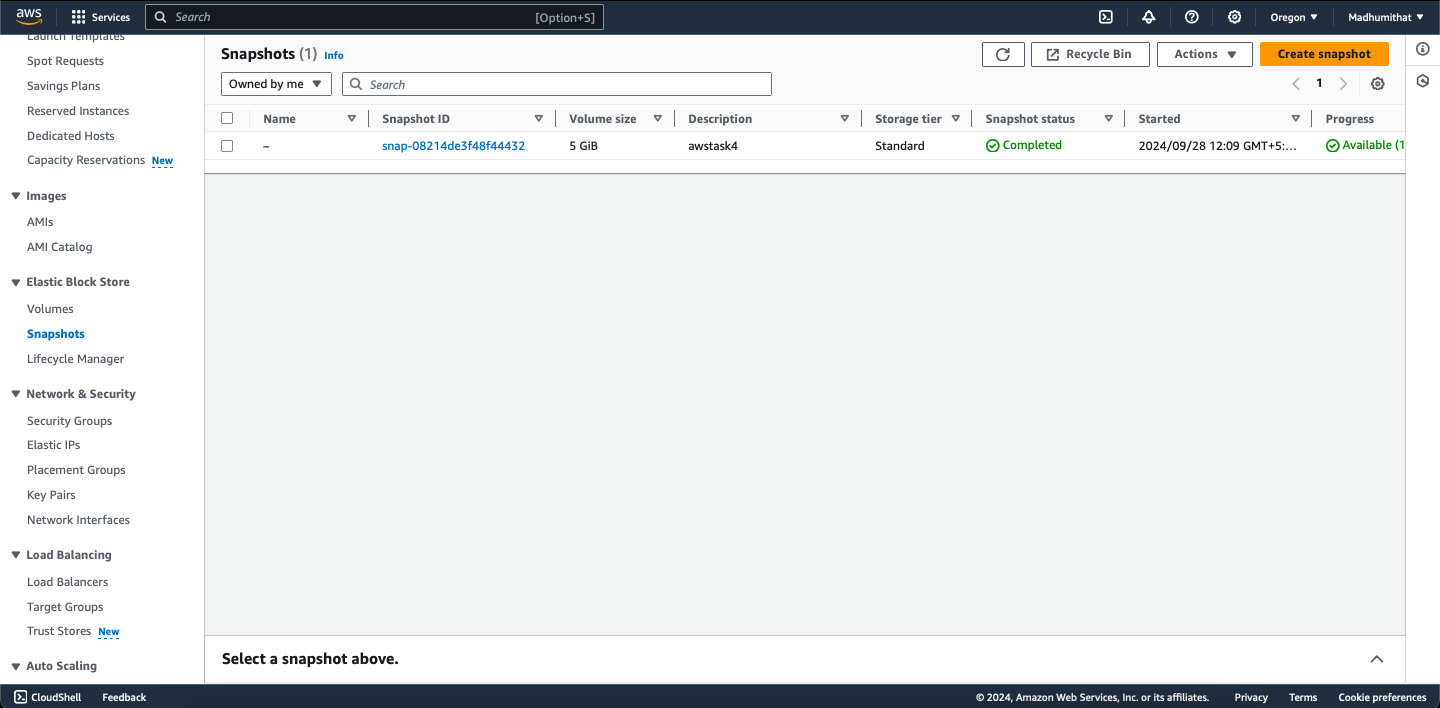 aws Services Search [Option+S] Oregon Madhumithat
Launch Templates
Spot Requests
Savings Plans
Reserved Instances
Dedicated Hosts
Capacity Reservations New
Images
AMIs
AMI Catalog
Elastic Block Store
Volumes
Snapshots
Lifecycle Manager
Network & Security
Security Groups
Elastic IPs
Placement Groups
Key Pairs
Network Interfaces
Load Balancing
Load Balancers
Target Groups
Trust Stores New
Auto Scaling
Snapshots (1) Info Recycle Bin Actions Create snapshot
Owned by me Search 1
Name Snapshot ID Volume size Description Storage tier Snapshot status Started Progress
– snap-08214de3f48f44432 5 GiB awstask4 Standard Completed 2024/09/28 12:09 GMT+5:... Available (1
Select a snapshot above.
CloudShell Feedback © 2024, Amazon Web Services, Inc. or its affiliates. Privacy Terms Cookie preferences